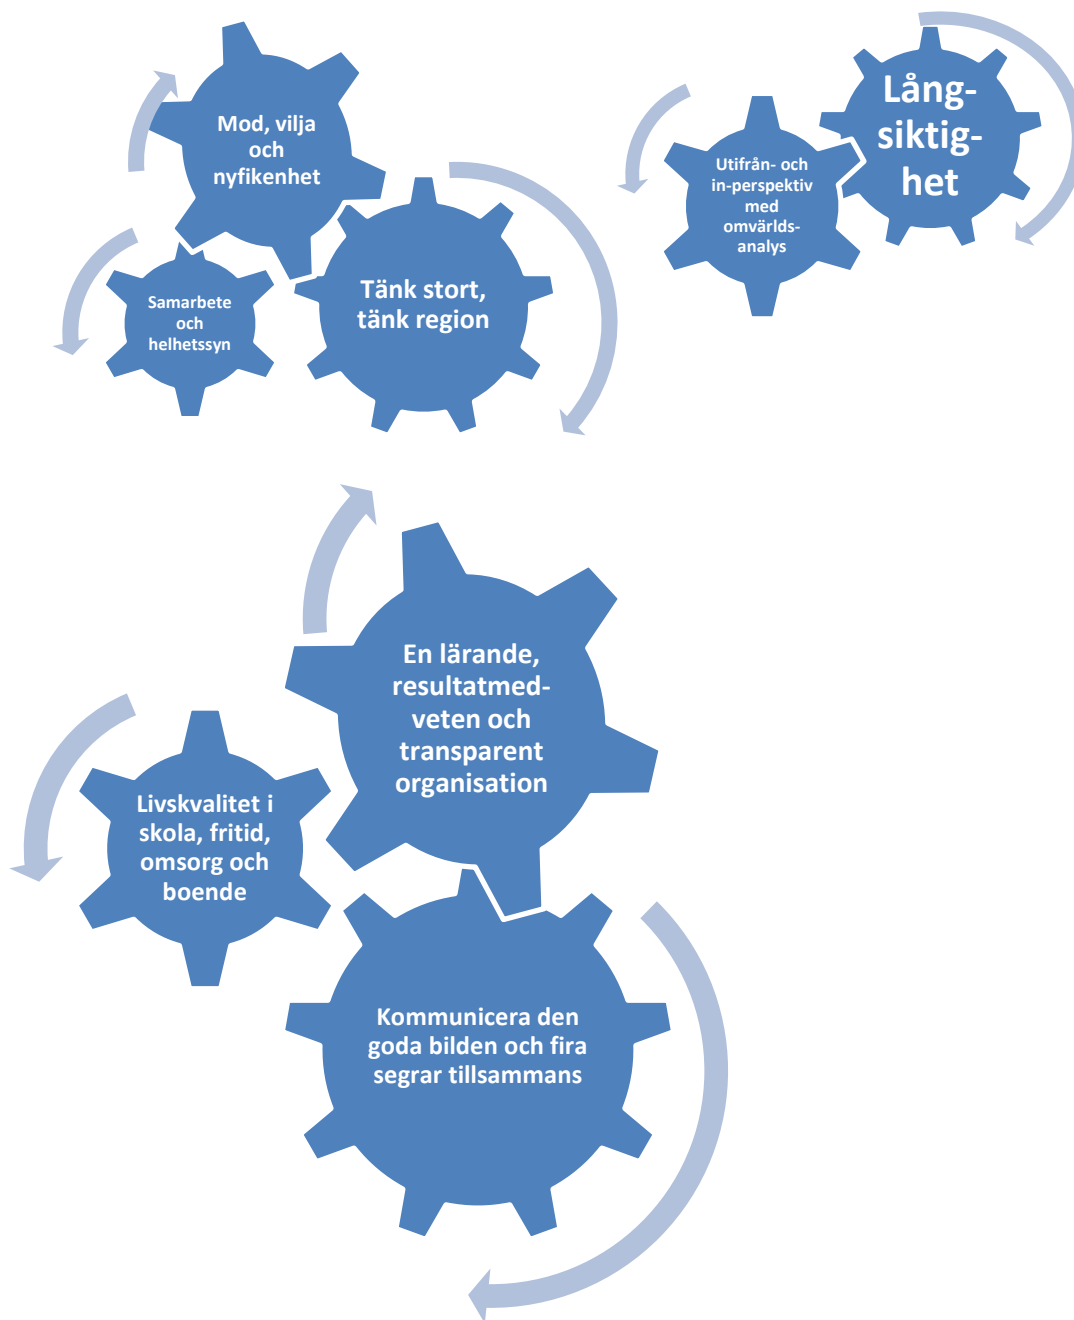 Mod, vilja
och
nyfikenhet
Samarbete
och
helhetssyn
Tänk stort,
tänk region
Utifrån- och
in-perspektiv
med
omvärlds-
analys
Lång-
siktig-
het
En lärande,
resultatmed-
veten och
transparent
organisation
Livskvalitet i
skola, fritid,
omsorg och
boende
Kommunicera den
goda bilden och fira
segrar tillsammans